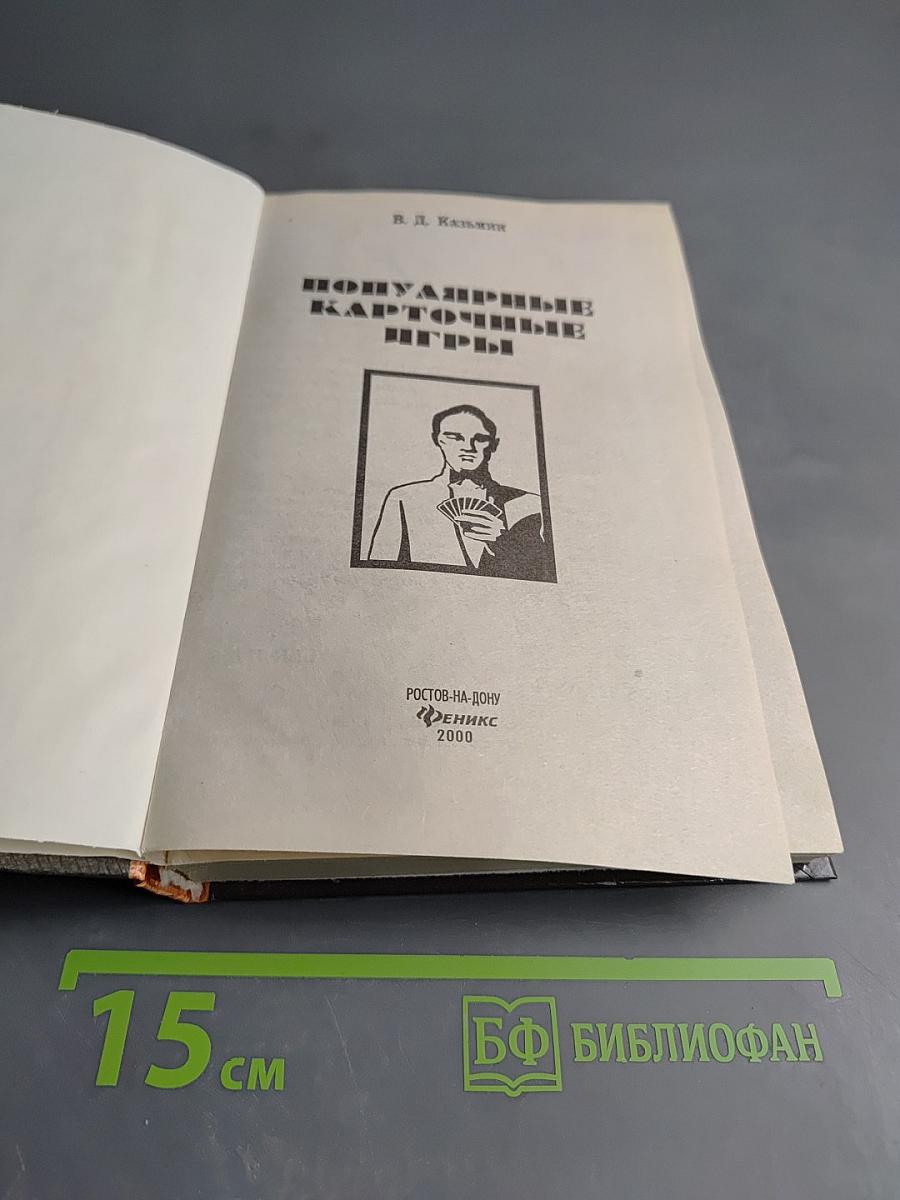 В. Д. Казьмин
ПОПУЛЯРНЫЕ
КАРТОЧНЫЕ
ИГРЫ
РОСТОВ-НА-ДОНУ
ФЕНИКС
2000
15 см
БФ БИБЛИОФАН